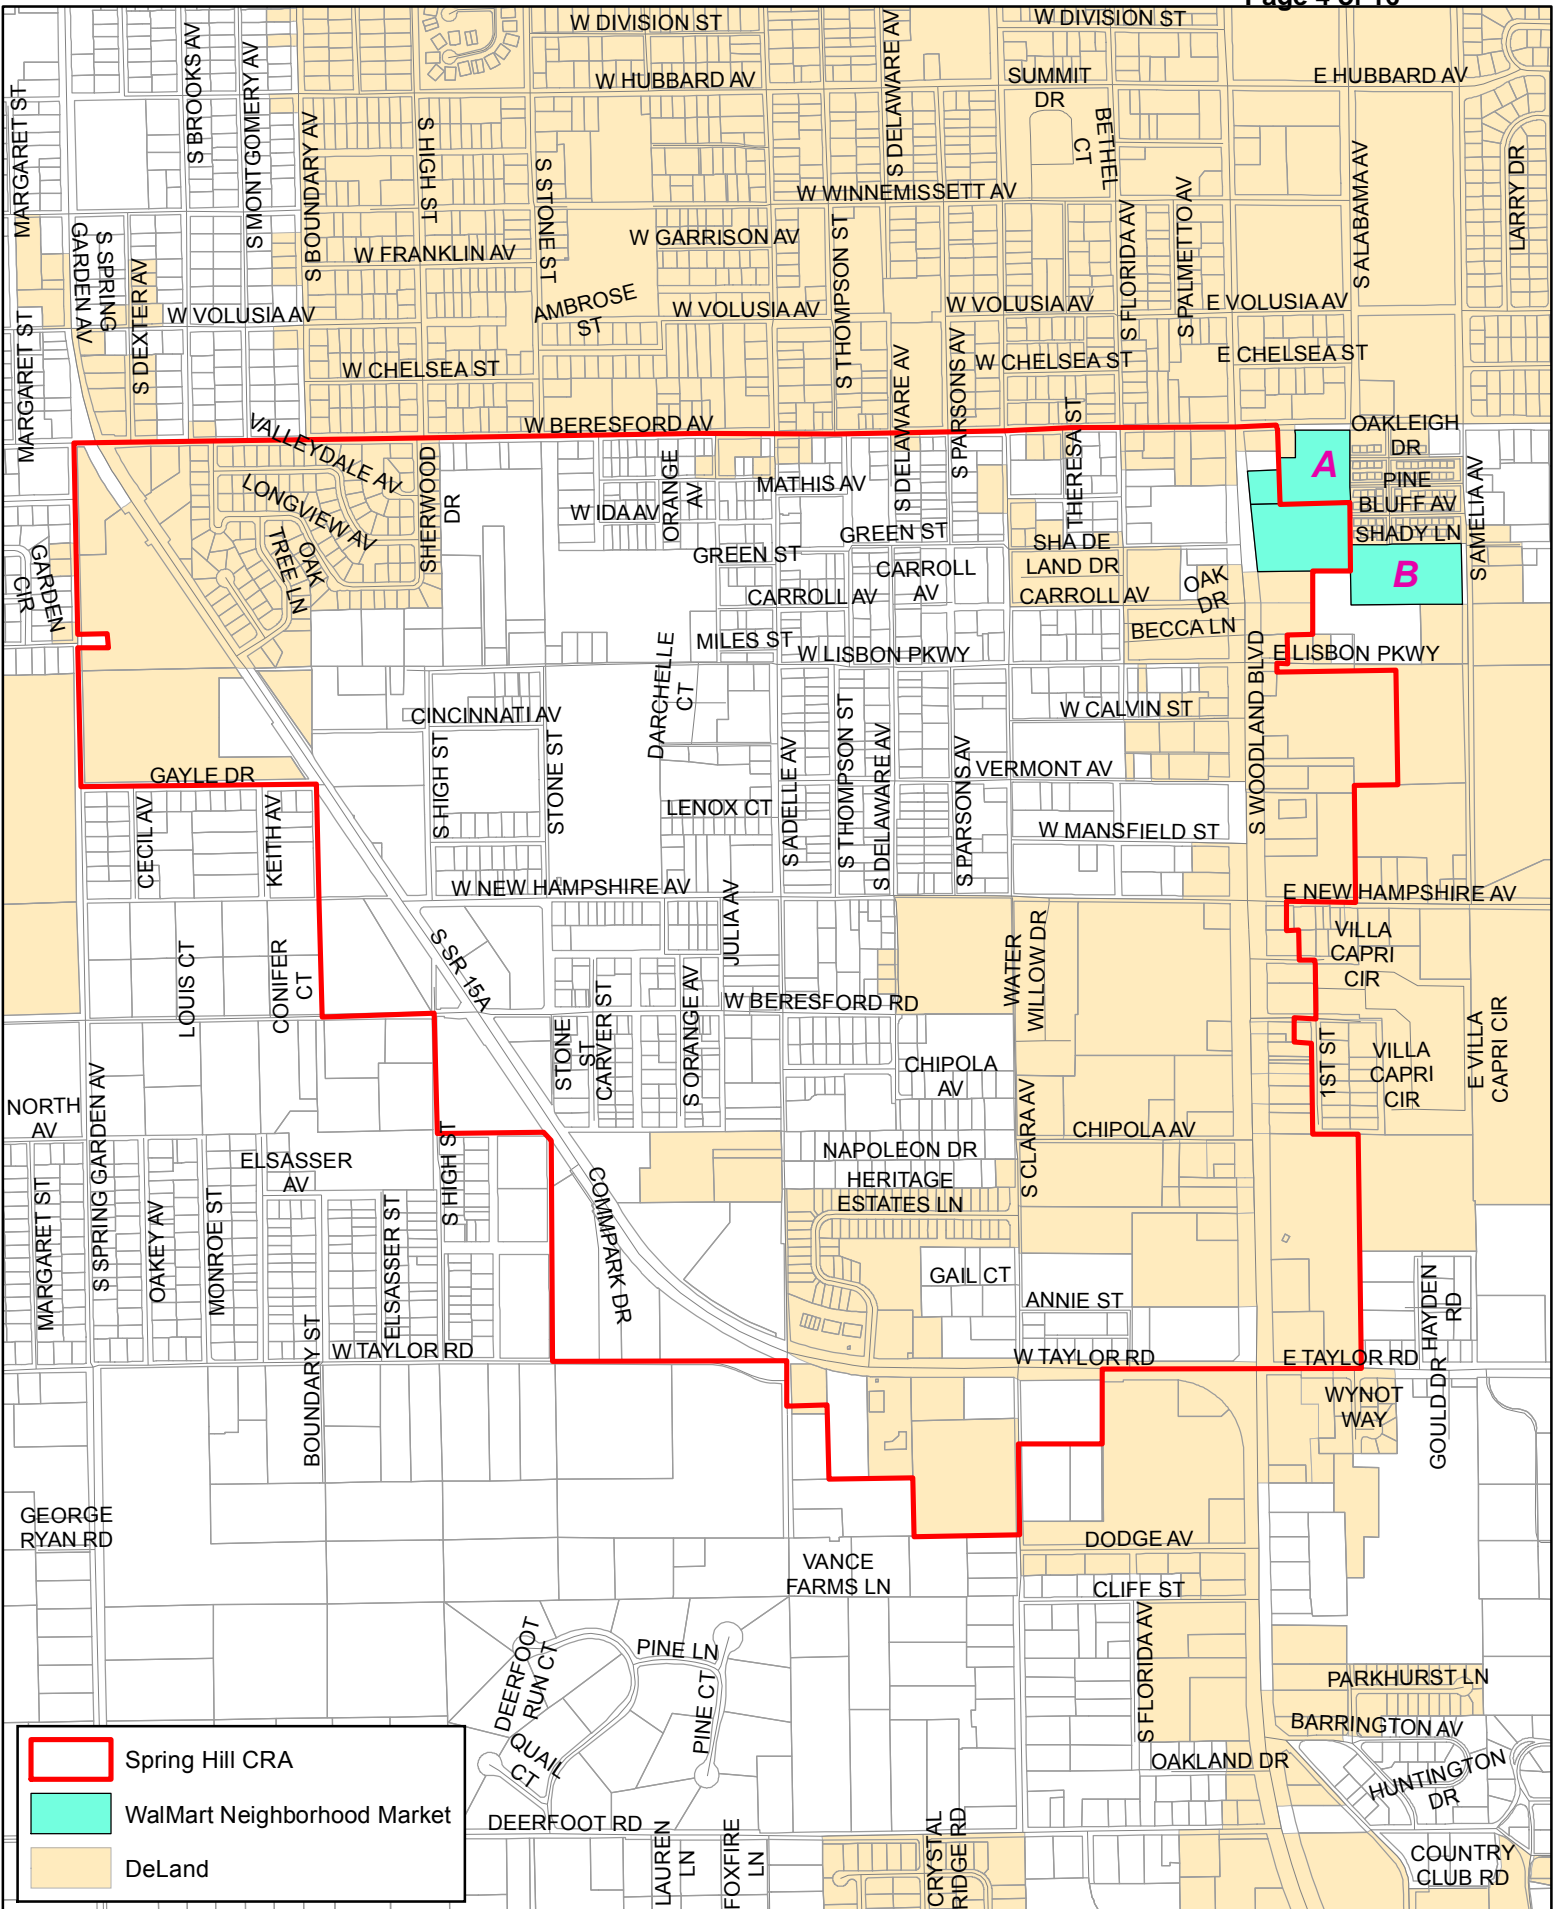 Page 4 of 10
W DIVISION ST
W DIVISION ST
W HUBBARD AV
SUMMIT
DR
E HUBBARD AV
MARGARET ST
S BROOKS AV
S MONTGOMERY AV
S BOUNDARY AV
S HIGH ST
S STONE ST
S DELAWARE AV
BETHEL
CT
W WINNEMISSETT AV
S FLORIDA AV
S PALMETTO AV
S ALABAMA AV
LARRY DR
GARDEN AV
S SPRING
S DEXTER AV
W FRANKLIN AV
W GARRISON AV
S THOMPSON ST
AMBROSE
ST
W VOLUSIA AV
W VOLUSIA AV
W VOLUSIA AV
E VOLUSIA AV
MARGARET ST
W CHELSEA ST
S DELAWARE AV
S PARSONS AV
W CHELSEA ST
E CHELSEA ST
W BERESFORD AV
VALLEYDALE AV
THERESA ST
OAKLEIGH
DR
A
LONGVIEW AV
SHERWOOD
DR
ORANGE
AV
MATHIS AV
PINE
BLUFF AV
S AMELIA AV
W IDA AV
GREEN ST
GREEN ST
SHADY LN
OAK
TREE LN
SHA DE
LAND DR
CARROLL
AV
B
GARDEN
CIR
CARROLL AV
CARROLL AV
OAK
DR
MILES ST
BECCA LN
W LISBON PKWY
E LISBON PKWY
DARCHELLE
CT
S WOODLAND BLVD
CINCINNATI AV
W CALVIN ST
S HIGH ST
STONE ST
S ADELLE AV
S THOMPSON ST
S DELAWARE AV
S PARSONS AV
GAYLE DR
VERMONT AV
CECIL AV
KEITH AV
LENOX CT
W MANSFIELD ST
W NEW HAMPSHIRE AV
E NEW HAMPSHIRE AV
JULIA AV
LOUIS CT
CONIFER
CT
S SR 15A
WATER
WILLOW DR
VILLA
CAPRI
CIR
W BERESFORD RD
STONE
ST
CARVER ST
S ORANGE AV
1ST ST
E VILLA
CAPRI CIR
CHIPOLA
AV
VILLA
CAPRI
CIR
NORTH
AV
S SPRING GARDEN AV
S CLARA AV
CHIPOLA AV
S HIGH ST
NAPOLEON DR
ELSASSER
AV
HERITAGE
ESTATES LN
MARGARET ST
OAKEY AV
MONROE ST
ELSASSER ST
COMMPARK DR
GAIL CT
HAYDEN
RD
ANNIE ST
BOUNDARY ST
W TAYLOR RD
W TAYLOR RD
E TAYLOR RD
WYNOT
WAY
GOULD DR
GEORGE
RYAN RD
DODGE AV
VANCE
FARMS LN
CLIFF ST
S FLORIDA AV
DEERFOOT
RUN CT
PINE LN
PINE CT
PARKHURST LN
BARRINGTON AV
QUAIL
CT
OAKLAND DR
HUNTINGTON
DR
DEERFOOT RD
LAUREN
LN
FOXFIRE
LN
CRYSTAL
RIDGE RD
COUNTRY
CLUB RD
Spring Hill CRA
WalMart Neighborhood Market
DeLand